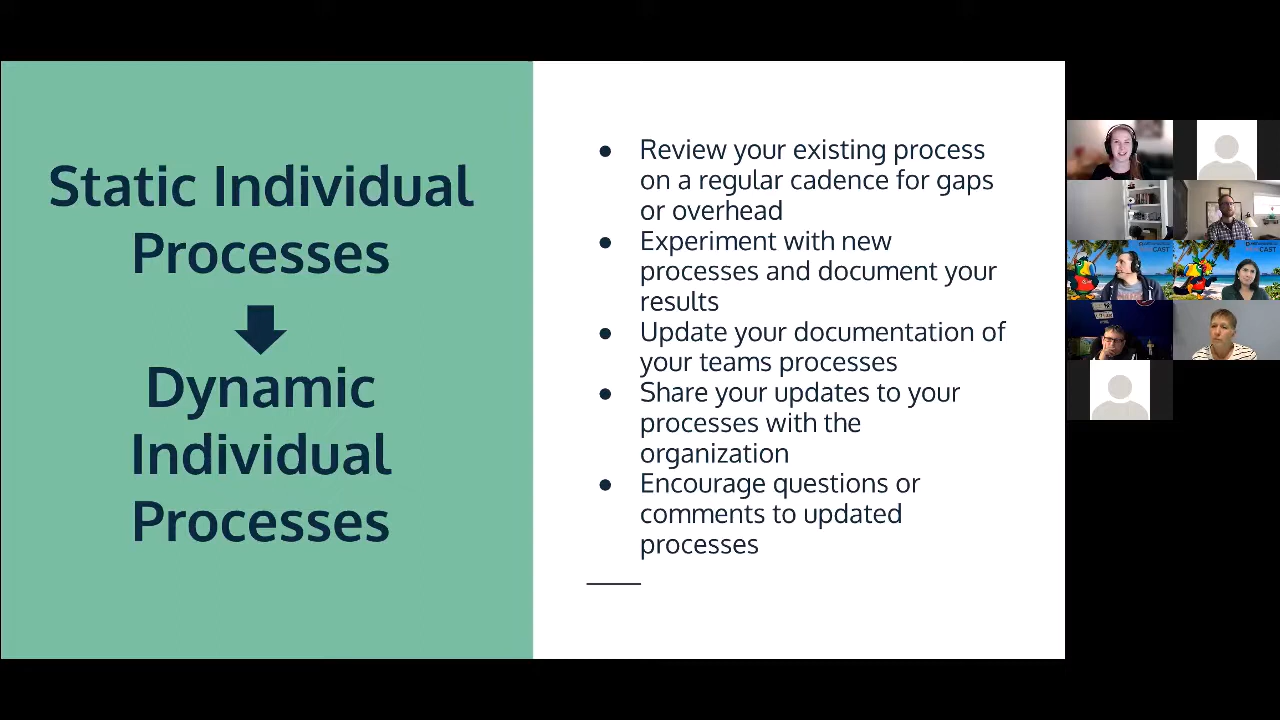 Static Individual
Processes
Dynamic
Individual
Processes
● Review your existing process
on a regular cadence for gaps
or overhead
● Experiment with new
processes and document your
results
● Update your documentation of
your teams processes
● Share your updates to your
processes with the
organization
● Encourage questions or
comments to updated
processes
CAST
CAST